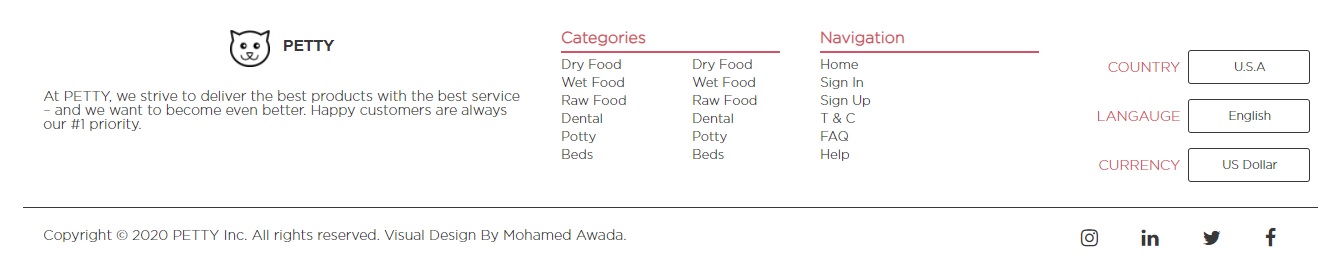 PETTY
At PETTY, we strive to deliver the best products with the best service
– and we want to become even better. Happy customers are always
our #1 priority.
Categories
Dry Food
Wet Food
Raw Food
Dental
Potty
Beds
Dry Food
Wet Food
Raw Food
Dental
Potty
Beds
Navigation
Home
Sign In
Sign Up
T & C
FAQ
Help
COUNTRY U.S.A
LANGAUGE English
CURRENCY US Dollar
Copyright © 2020 PETTY Inc. All rights reserved. Visual Design By Mohamed Awada.